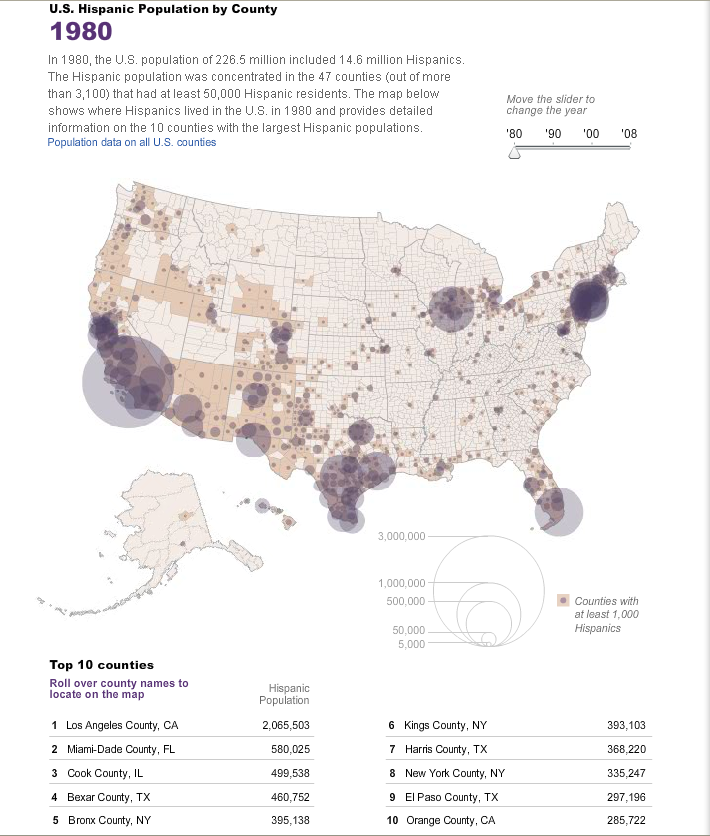 U.S. Hispanic Population by County
1980
In 1980, the U.S. population of 226.5 million included 14.6 million Hispanics.
The Hispanic population was concentrated in the 47 counties (out of more
than 3,100) that had at least 50,000 Hispanic residents. The map below
shows where Hispanics lived in the U.S. in 1980 and provides detailed
information on the 10 counties with the largest Hispanic populations.
Population data on all U.S. counties
Move the slider to
change the year
'80 '90 '00 '08
3,000,000
1,000,000
500,000
50,000
5,000
Counties with
at least 1,000
Hispanics
Top 10 counties
Roll over county names to
locate on the map
Hispanic
Population
1 Los Angeles County, CA 2,065,503
2 Miami-Dade County, FL 580,025
3 Cook County, IL 499,538
4 Bexar County, TX 460,752
5 Bronx County, NY 395,138
6 Kings County, NY 393,103
7 Harris County, TX 368,220
8 New York County, NY 335,247
9 El Paso County, TX 297,196
10 Orange County, CA 285,722